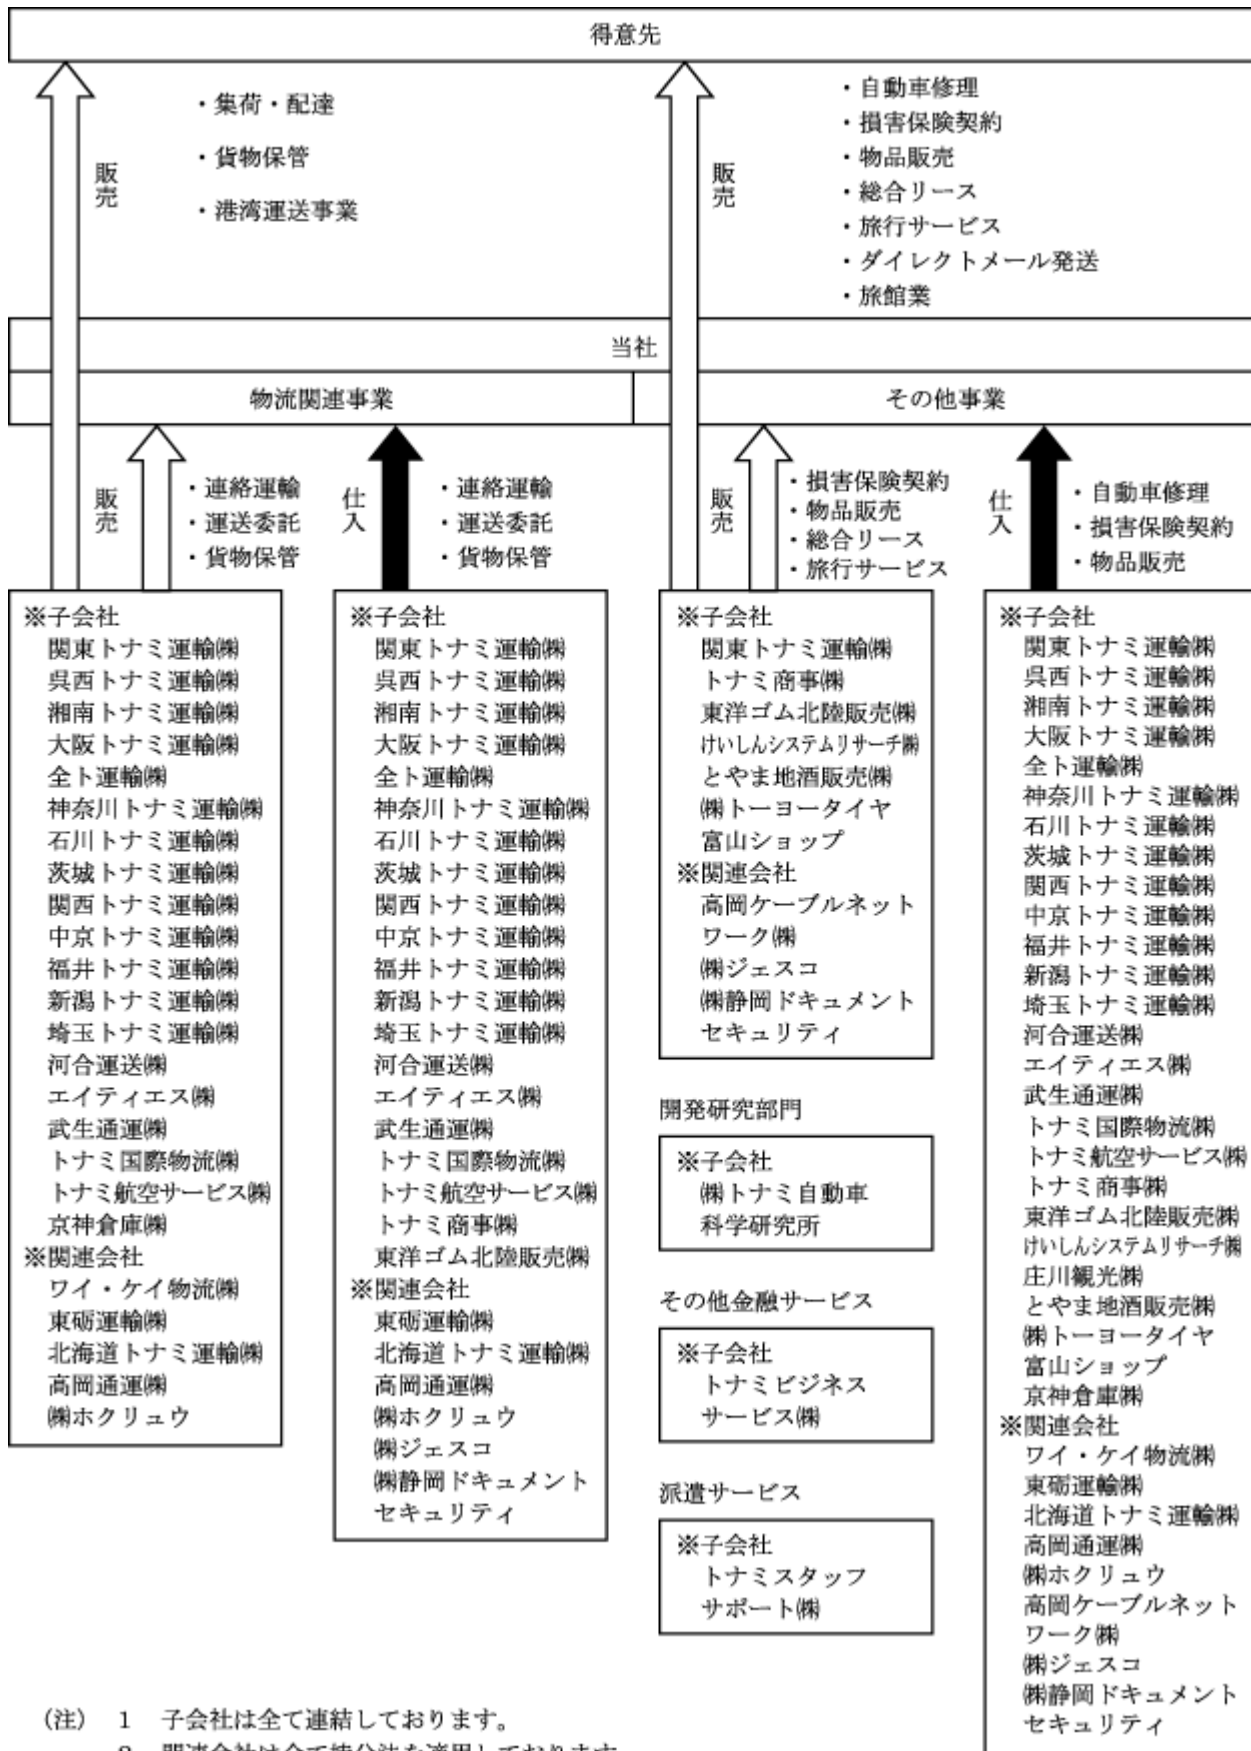 得意先
・集荷・配達
・貨物保管
・港湾運送事業
販売
・自動車修理
・損害保険契約
・物品販売
・総合リース
・旅行サービス
・ダイレクトメール発送
・旅館業
販売
当社
物流関連事業
その他事業
販売
・連絡運輸
・運送委託
・貨物保管
仕入
・連絡運輸
・運送委託
・貨物保管
販売
・損害保険契約
・物品販売
・総合リース
・旅行サービス
仕入
・自動車修理
・損害保険契約
・物品販売
※子会社
関東トナミ運輸㈱
呉西トナミ運輸㈱
湘南トナミ運輸㈱
大阪トナミ運輸㈱
全ト運輸㈱
神奈川トナミ運輸㈱
石川トナミ運輸㈱
茨城トナミ運輸㈱
関西トナミ運輸㈱
中京トナミ運輸㈱
福井トナミ運輸㈱
新潟トナミ運輸㈱
埼玉トナミ運輸㈱
河合運送㈱
エイティエス㈱
武生通運㈱
トナミ国際物流㈱
トナミ航空サービス㈱
京神倉庫㈱
※関連会社
ワイ・ケイ物流㈱
東砺運輸㈱
北海道トナミ運輸㈱
高岡通運㈱
㈱ホクリュウ
※子会社
関東トナミ運輸㈱
呉西トナミ運輸㈱
湘南トナミ運輸㈱
大阪トナミ運輸㈱
全ト運輸㈱
神奈川トナミ運輸㈱
石川トナミ運輸㈱
茨城トナミ運輸㈱
関西トナミ運輸㈱
中京トナミ運輸㈱
福井トナミ運輸㈱
新潟トナミ運輸㈱
埼玉トナミ運輸㈱
河合運送㈱
エイティエス㈱
武生通運㈱
トナミ国際物流㈱
トナミ航空サービス㈱
トナミ商事㈱
東洋ゴム北陸販売㈱
※関連会社
東砺運輸㈱
北海道トナミ運輸㈱
高岡通運㈱
㈱ホクリュウ
㈱ジェスコ
㈱静岡ドキュメント
セキュリティ
※子会社
関東トナミ運輸㈱
トナミ商事㈱
東洋ゴム北陸販売㈱
けいしんシステムリサーチ㈱
とやま地酒販売㈱
㈱トーヨータイヤ
富山ショップ
※関連会社
高岡ケーブルネット
ワーク㈱
㈱ジェスコ
㈱静岡ドキュメント
セキュリティ
開発研究部門
※子会社
㈱トナミ自動車
科学研究所
その他金融サービス
※子会社
トナミビジネス
サービス㈱
派遣サービス
※子会社
トナミスタッフ
サポート㈱
※子会社
関東トナミ運輸㈱
呉西トナミ運輸㈱
湘南トナミ運輸㈱
大阪トナミ運輸㈱
全ト運輸㈱
神奈川トナミ運輸㈱
石川トナミ運輸㈱
茨城トナミ運輸㈱
関西トナミ運輸㈱
中京トナミ運輸㈱
福井トナミ運輸㈱
新潟トナミ運輸㈱
埼玉トナミ運輸㈱
河合運送㈱
エイティエス㈱
武生通運㈱
トナミ国際物流㈱
トナミ航空サービス㈱
トナミ商事㈱
東洋ゴム北陸販売㈱
けいしんシステムリサーチ㈱
庄川観光㈱
とやま地酒販売㈱
㈱トーヨータイヤ
富山ショップ
京神倉庫㈱
※関連会社
ワイ・ケイ物流㈱
東砺運輸㈱
北海道トナミ運輸㈱
高岡通運㈱
㈱ホクリュウ
高岡ケーブルネット
ワーク㈱
㈱ジェスコ
㈱静岡ドキュメント
セキュリティ
(注) 1 子会社は全て連結しております。